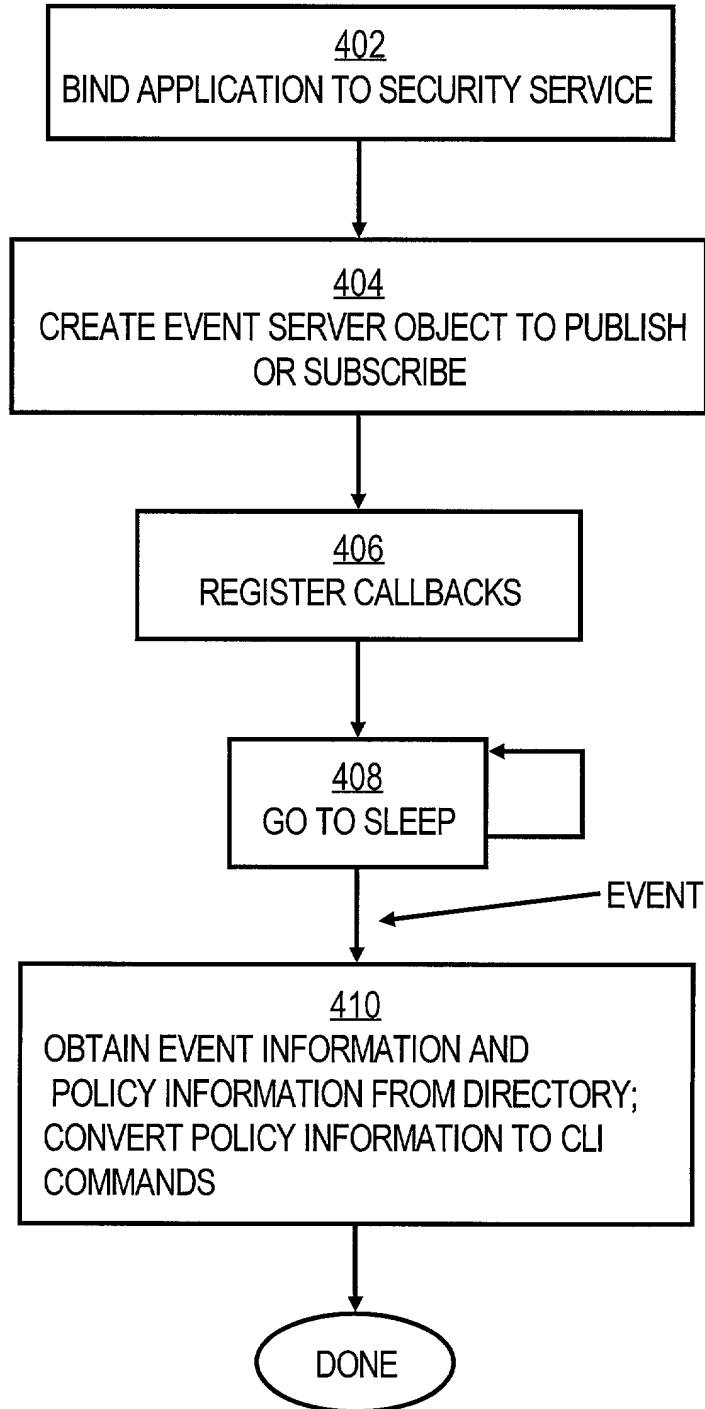 402
BIND APPLICATION TO SECURITY SERVICE
404
CREATE EVENT SERVER OBJECT TO PUBLISH
OR SUBSCRIBE
406
REGISTER CALLBACKS
408
GO TO SLEEP
EVENT
410
OBTAIN EVENT INFORMATION AND
POLICY INFORMATION FROM DIRECTORY;
CONVERT POLICY INFORMATION TO CLI
COMMANDS
DONE